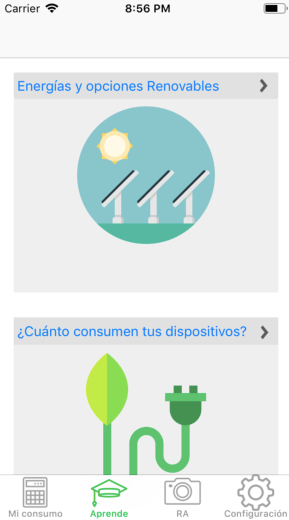 Carrier 8:56 PM
Energías y opciones Renovables
¿Cuánto consumen tus dispositivos?
Mi consumo Aprende RA Configuración